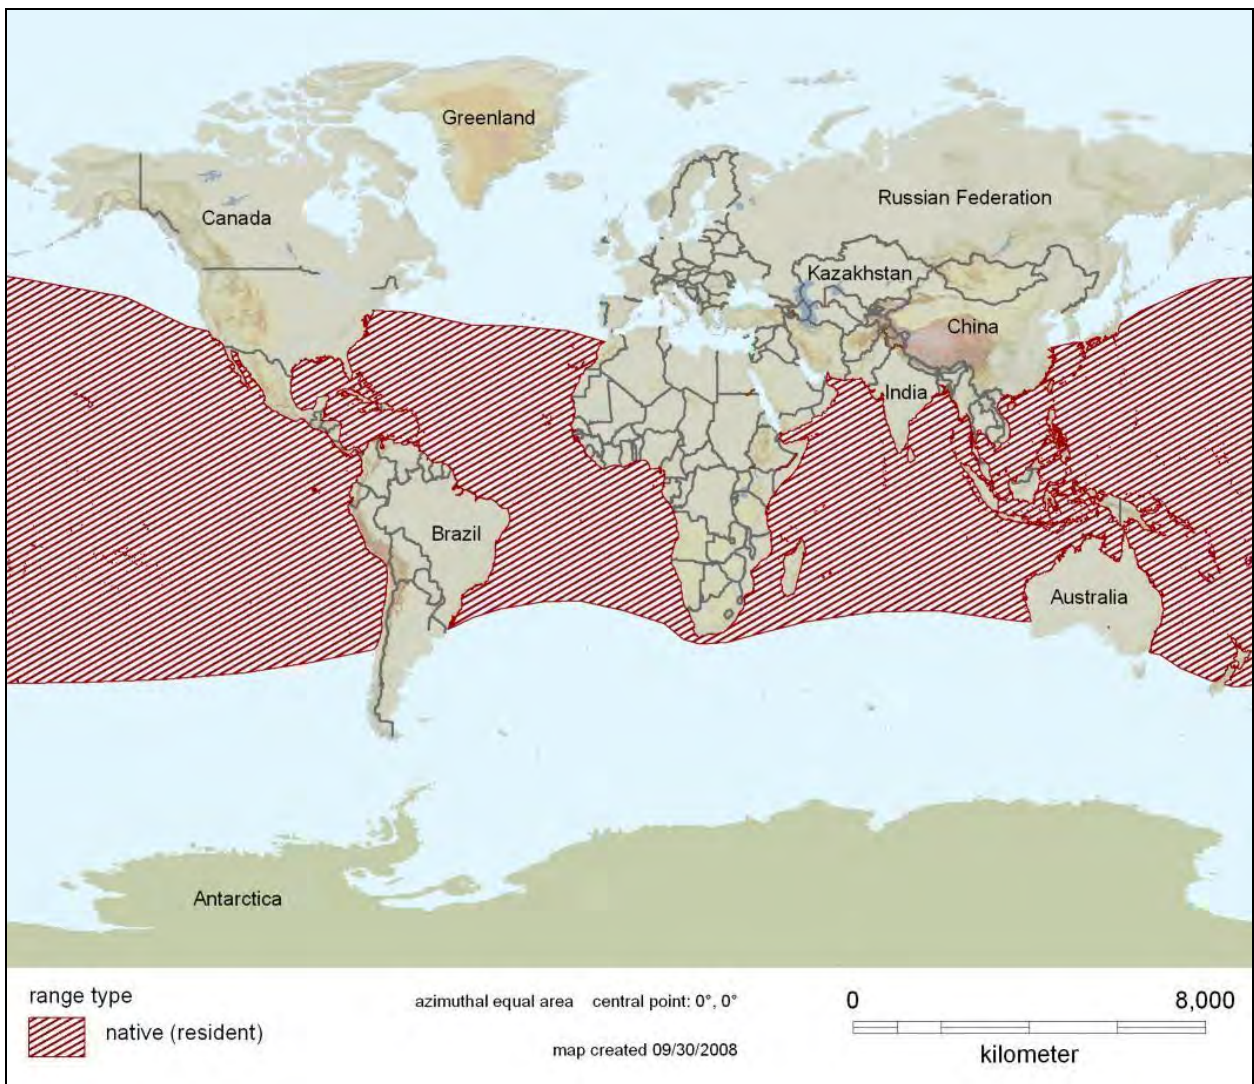 Greenland
Russian Federation
Canada
Kazakhstan
China
India
Brazil
Australia
Antarctica
range type
native (resident)
azimuthal equal area central point: 0°, 0°
map created 09/30/2008
0 8,000
kilometer